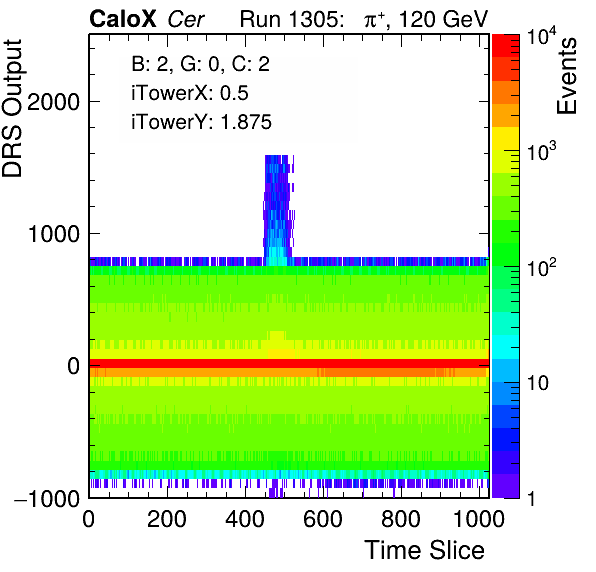 CaloX Cer Run 1305: π⁺, 120 GeV
B: 2, G: 0, C: 2
iTowerX: 0.5
iTowerY: 1.875
DRS Output
2000
1000
0
−1000
0 200 400 600 800 1000
Time Slice
Events
10⁴
10³
10²
10
1